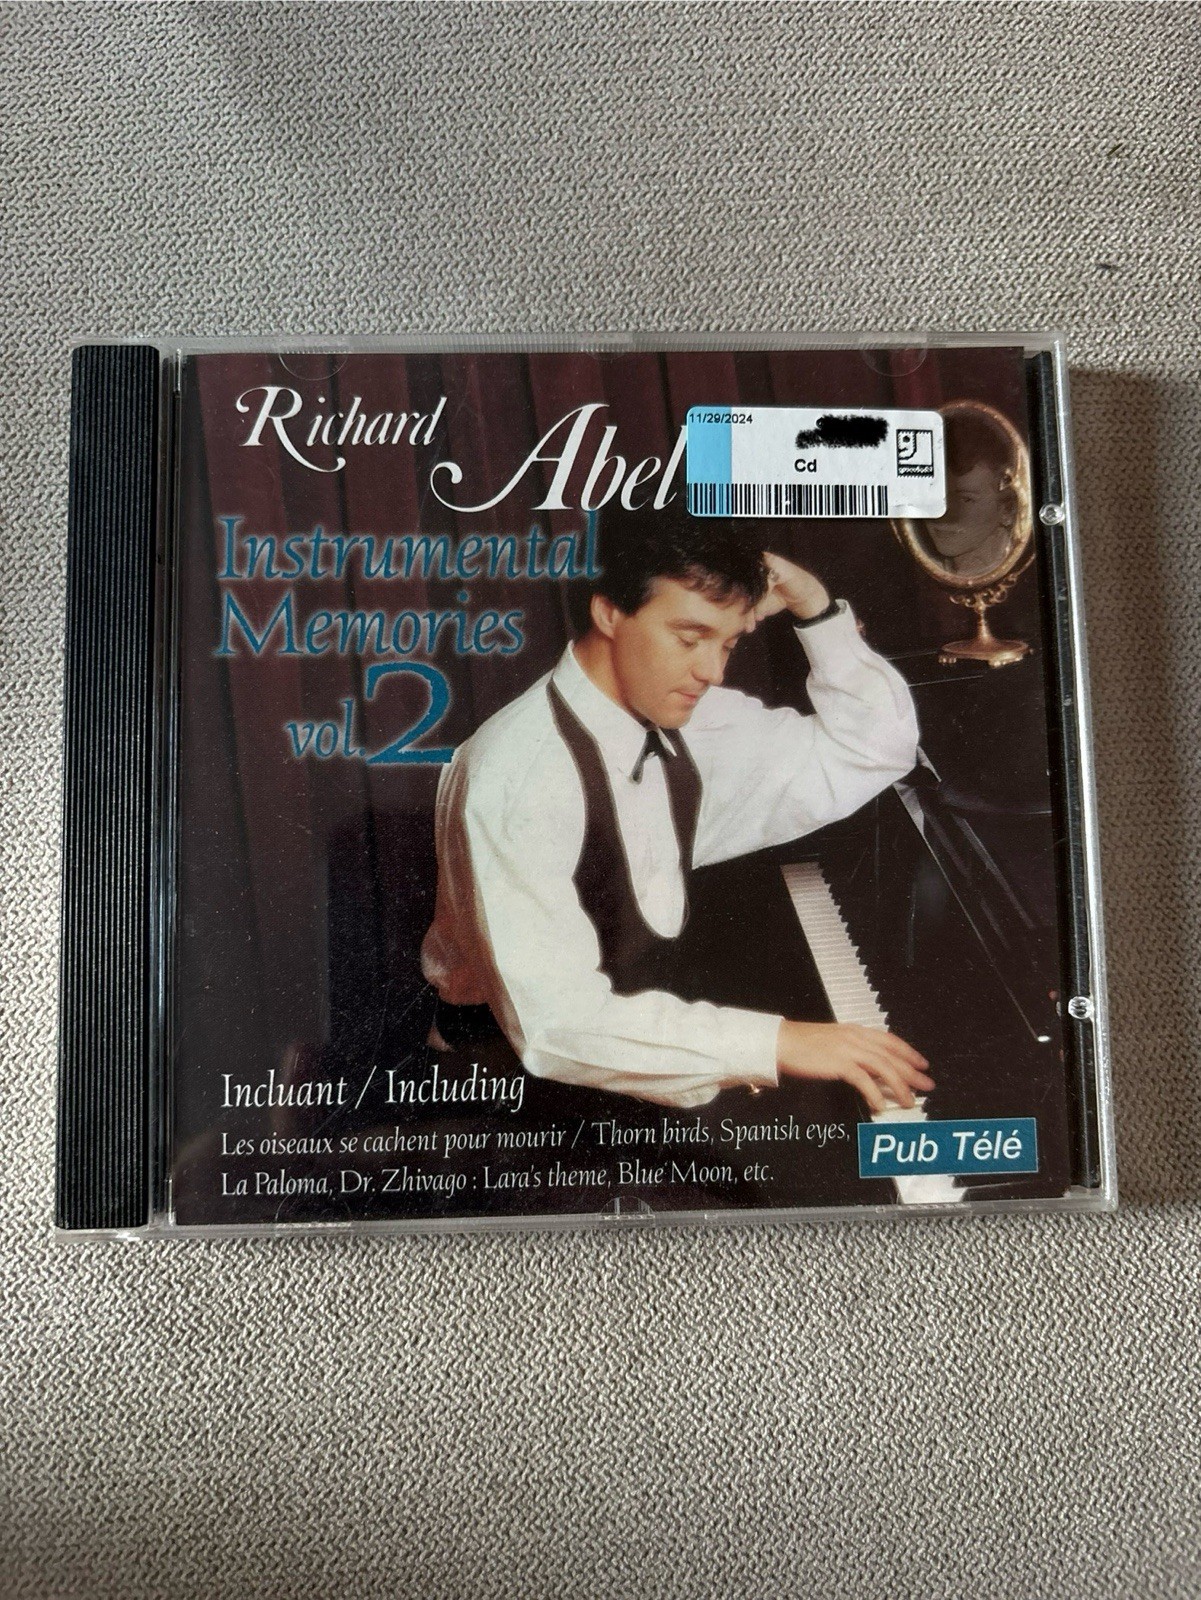 Richard
Abel
11/29/2024
Cd
goodwill
Instrumental
Memories
vol.2
Incluant / Including
Les oiseaux se cachent pour mourir / Thorn birds, Spanish eyes,
La Paloma, Dr. Zhivago : Lara's theme, Blue Moon, etc.
Pub Télé